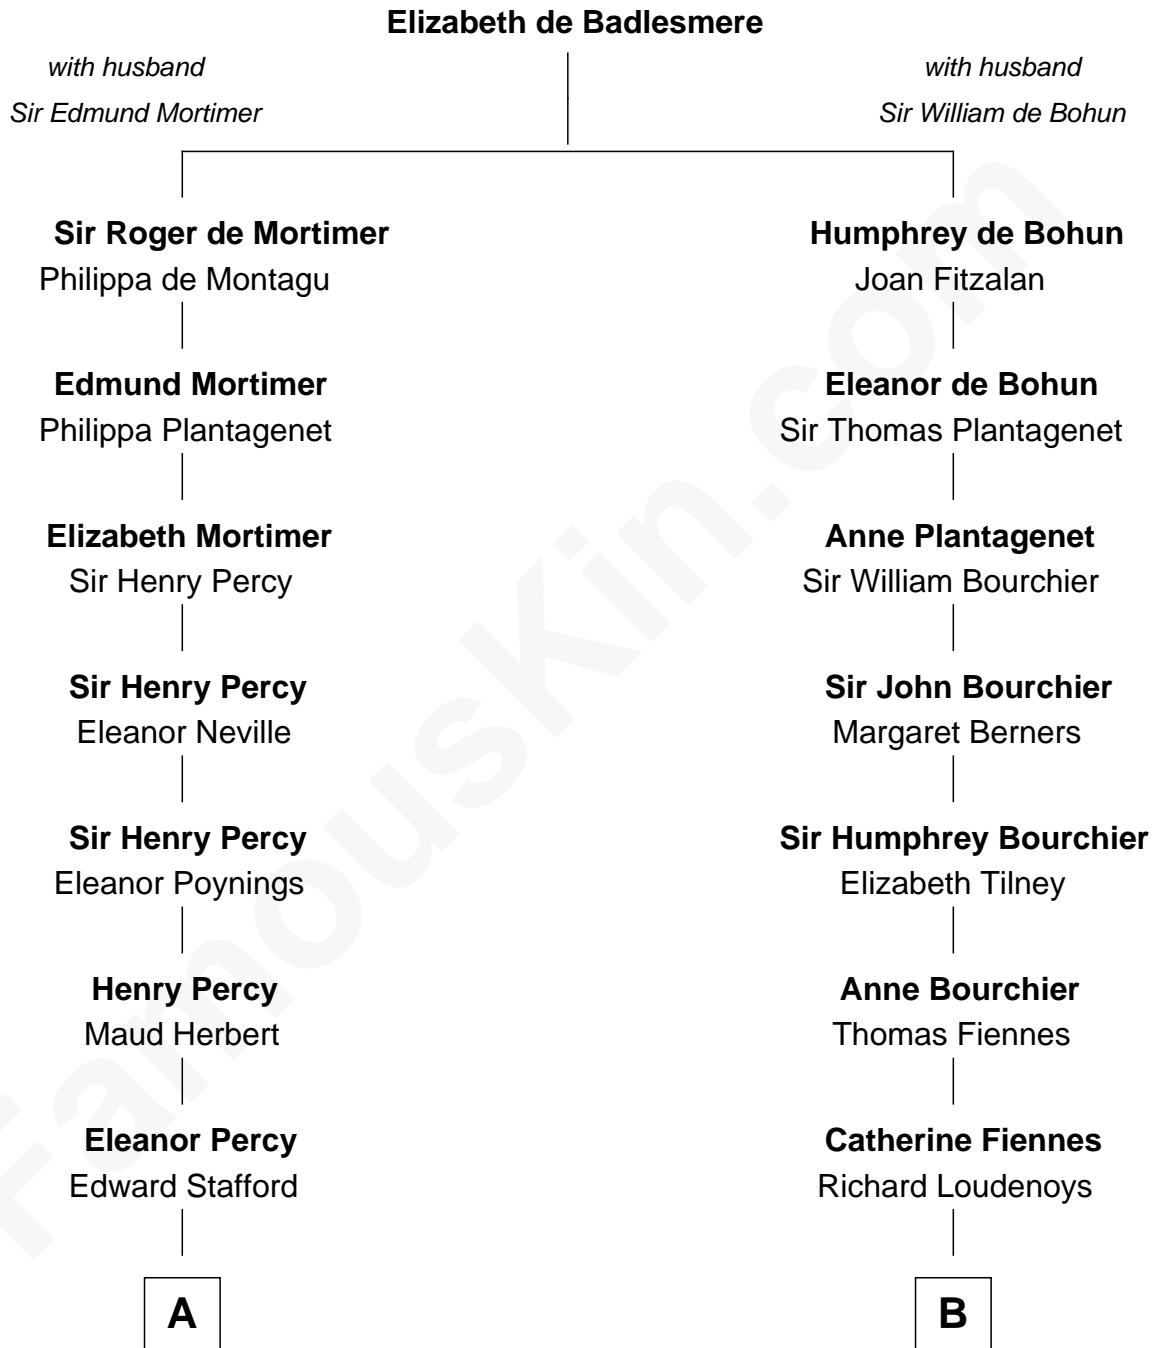 Elizabeth de Badlesmere
with husband
Sir Edmund Mortimer
with husband
Sir William de Bohun
Sir Roger de Mortimer
Philippa de Montagu
Humphrey de Bohun
Joan Fitzalan
Edmund Mortimer
Philippa Plantagenet
Eleanor de Bohun
Sir Thomas Plantagenet
Elizabeth Mortimer
Sir Henry Percy
Anne Plantagenet
Sir William Bourchier
Sir Henry Percy
Eleanor Neville
Sir John Bourchier
Margaret Berners
Sir Henry Percy
Eleanor Poynings
Sir Humphrey Bourchier
Elizabeth Tilney
Henry Percy
Maud Herbert
Anne Bourchier
Thomas Fiennes
Eleanor Percy
Edward Stafford
Catherine Fiennes
Richard Loudenoys
A
B
FamousKin.com